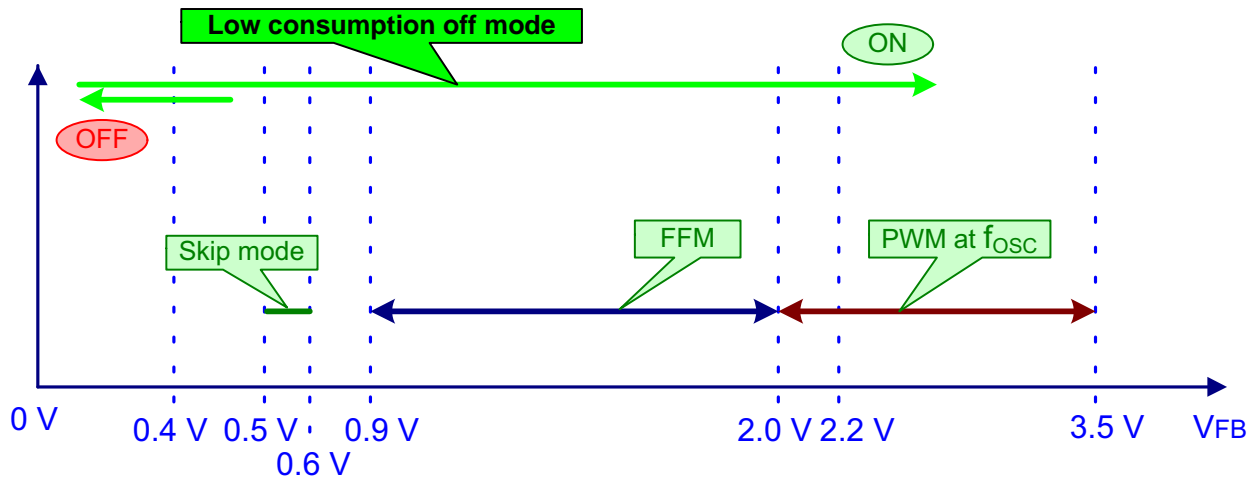 Low consumption off mode
ON
OFF
Skip mode
FFM
PWM at fOSC
0 V
0.4 V
0.5 V
0.6 V
0.9 V
2.0 V
2.2 V
3.5 V
VFB